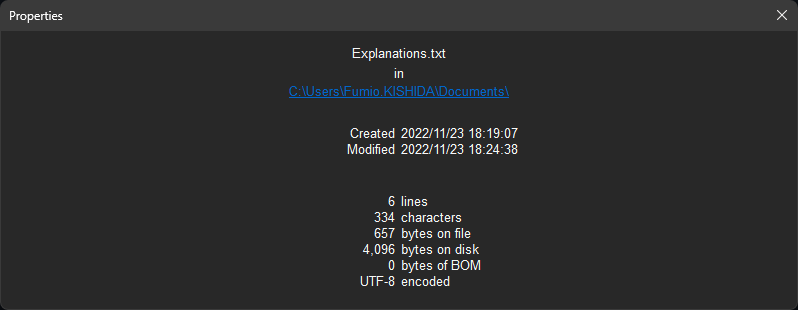 Properties
Explanations.txt
in
C:\Users\Fumio.KISHIDA\Documents\
Created 2022/11/23 18:19:07
Modified 2022/11/23 18:24:38
6 lines
334 characters
657 bytes on file
4,096 bytes on disk
0 bytes of BOM
UTF-8 encoded